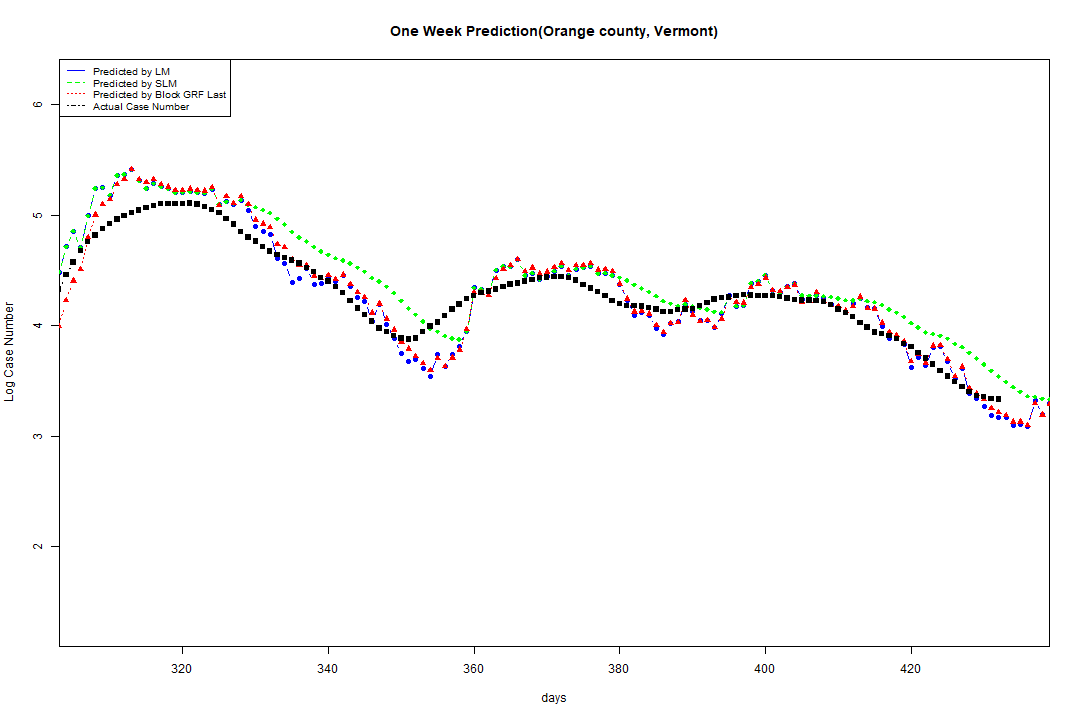 One Week Prediction(Orange county, Vermont)
Predicted by LM
Predicted by SLM
Predicted by Block GRF Last
Actual Case Number
6
5
4
3
2
Log Case Number
320 340 360 380 400 420
days